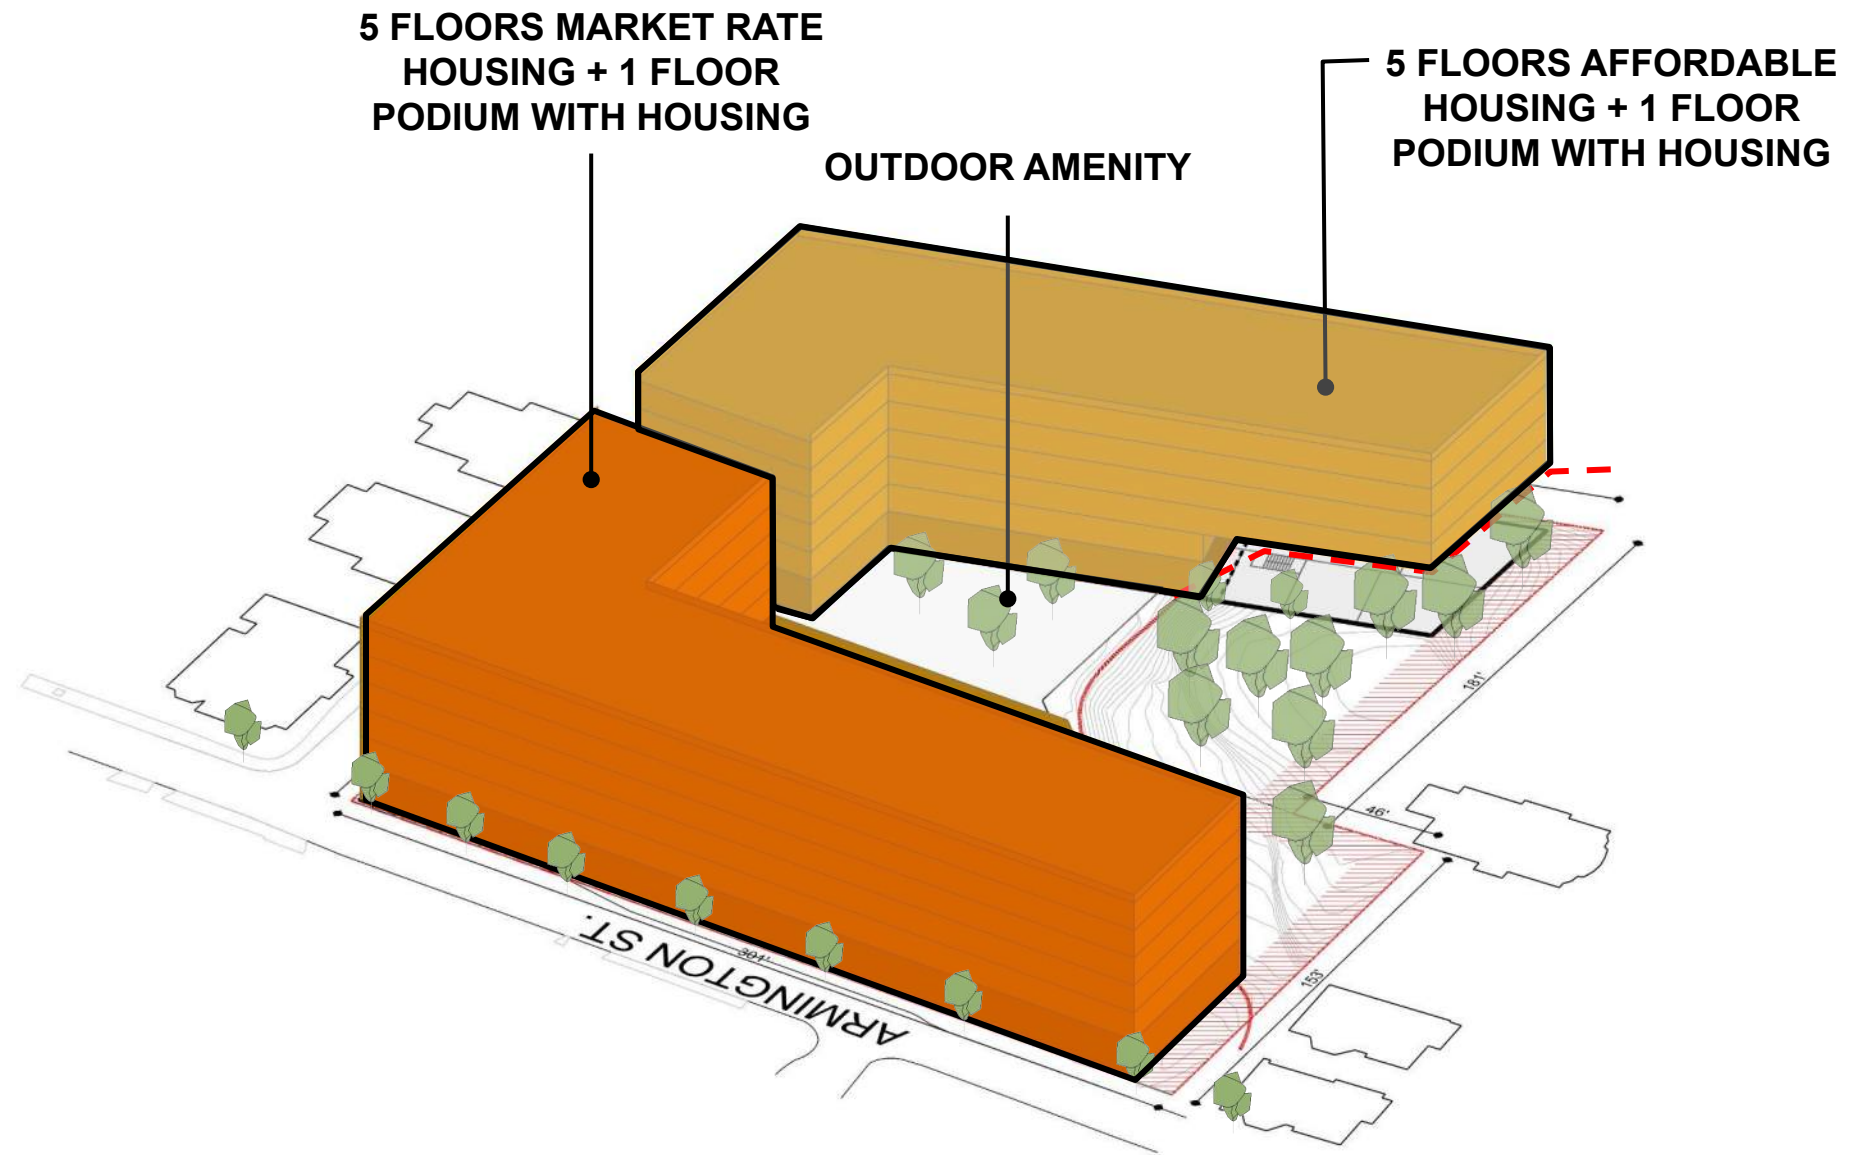 5 FLOORS MARKET RATE
HOUSING + 1 FLOOR
PODIUM WITH HOUSING
5 FLOORS AFFORDABLE
HOUSING + 1 FLOOR
PODIUM WITH HOUSING
OUTDOOR AMENITY
181'
46'
153'
ARMINGTON ST.